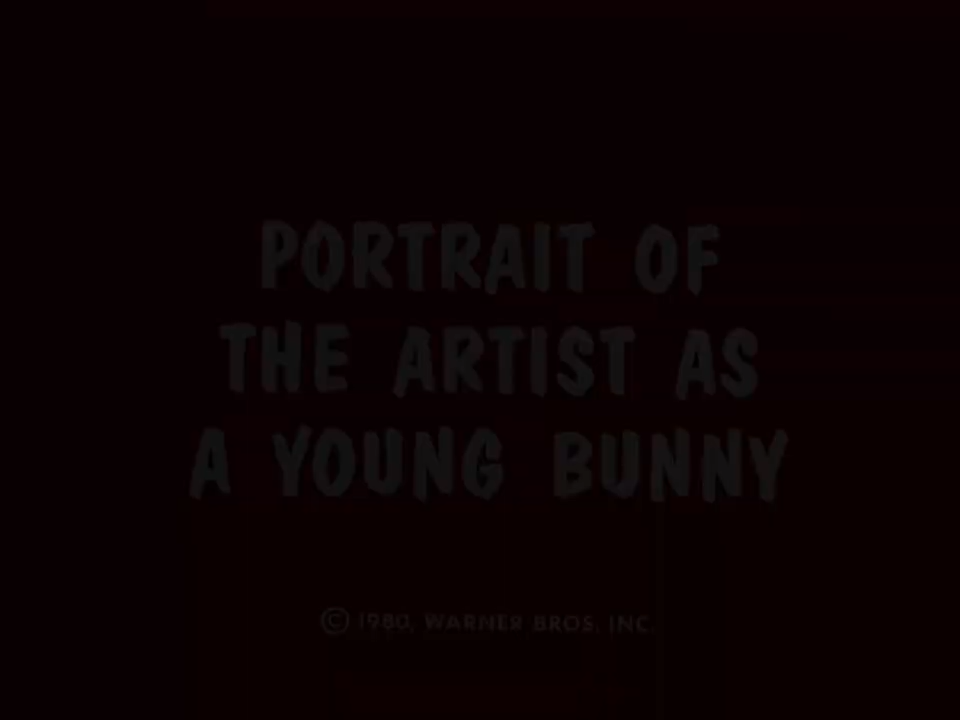 PORTRAIT OF
THE ARTIST AS
A YOUNG BUNNY
© 1980, WARNER BROS. INC.